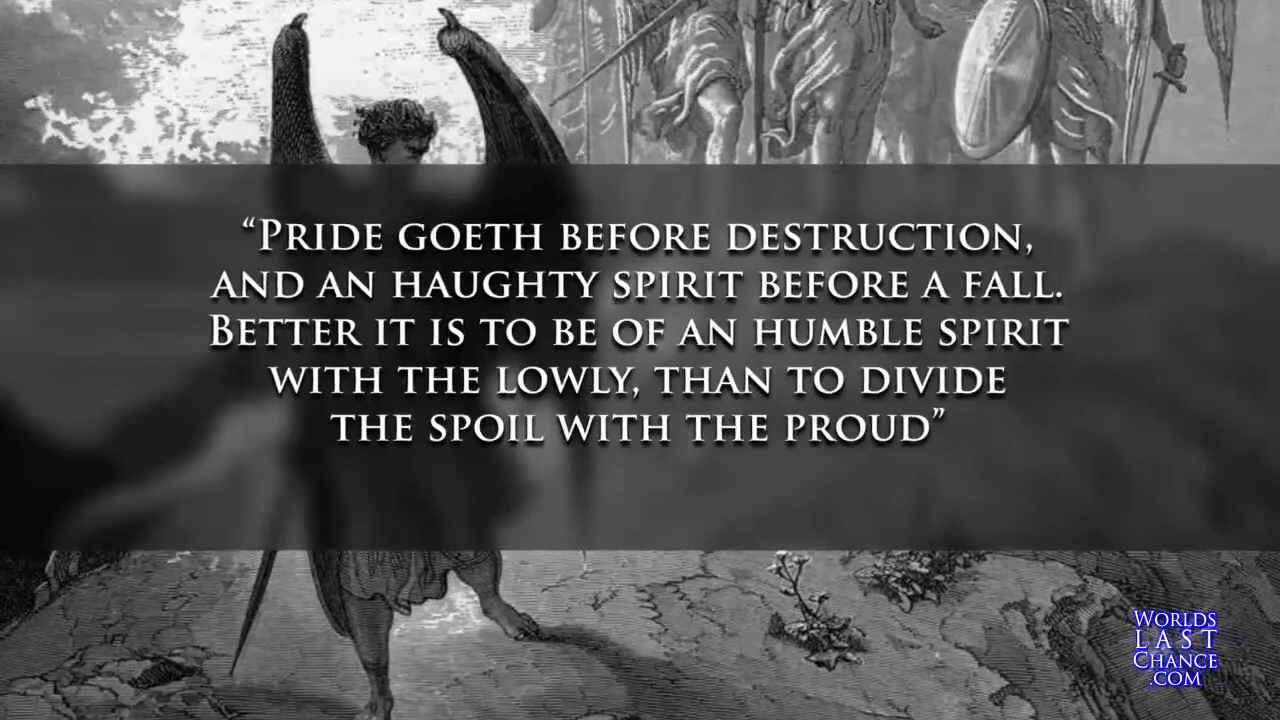 “Pride goeth before destruction,
and an haughty spirit before a fall.
Better it is to be of an humble spirit
with the lowly, than to divide
the spoil with the proud”
Worlds
Last
Chance
.com